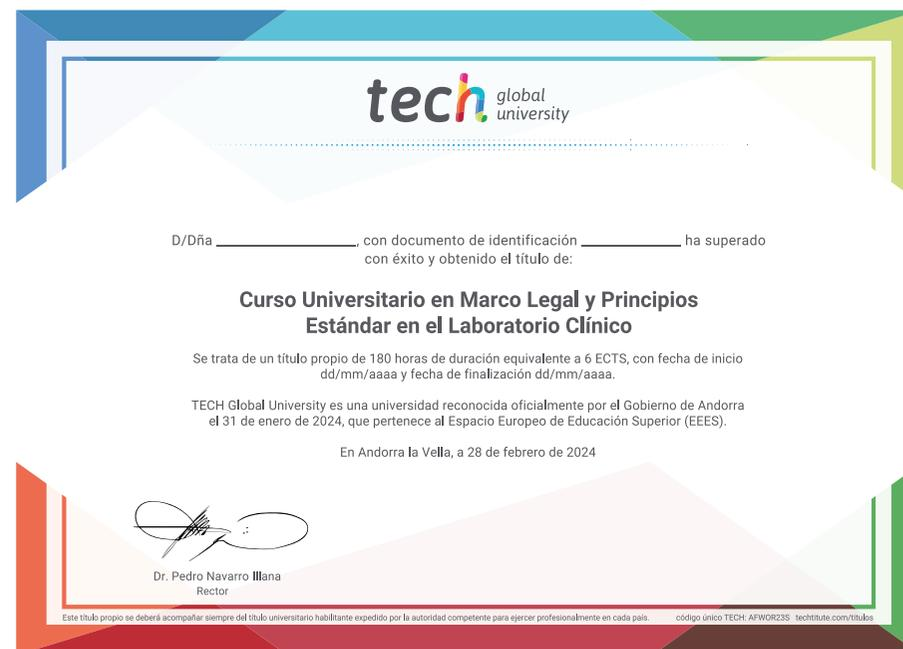 tech global
university
D/Dña ______________, con documento de identificación __________ ha superado
con éxito y obtenido el título de:
Curso Universitario en Marco Legal y Principios
Estándar en el Laboratorio Clínico
Se trata de un título propio de 180 horas de duración equivalente a 6 ECTS, con fecha de inicio
dd/mm/aaaa y fecha de finalización dd/mm/aaaa.
TECH Global University es una universidad reconocida oficialmente por el Gobierno de Andorra
el 31 de enero de 2024, que pertenece al Espacio Europeo de Educación Superior (EEES).
En Andorra la Vella, a 28 de febrero de 2024
Dr. Pedro Navarro Illana
Rector
Este título propio se deberá acompañar siempre del título universitario habilitante expedido por la autoridad competente para ejercer profesionalmente en cada país. código único TECH: AFWOR23S techtitute.com/titulos